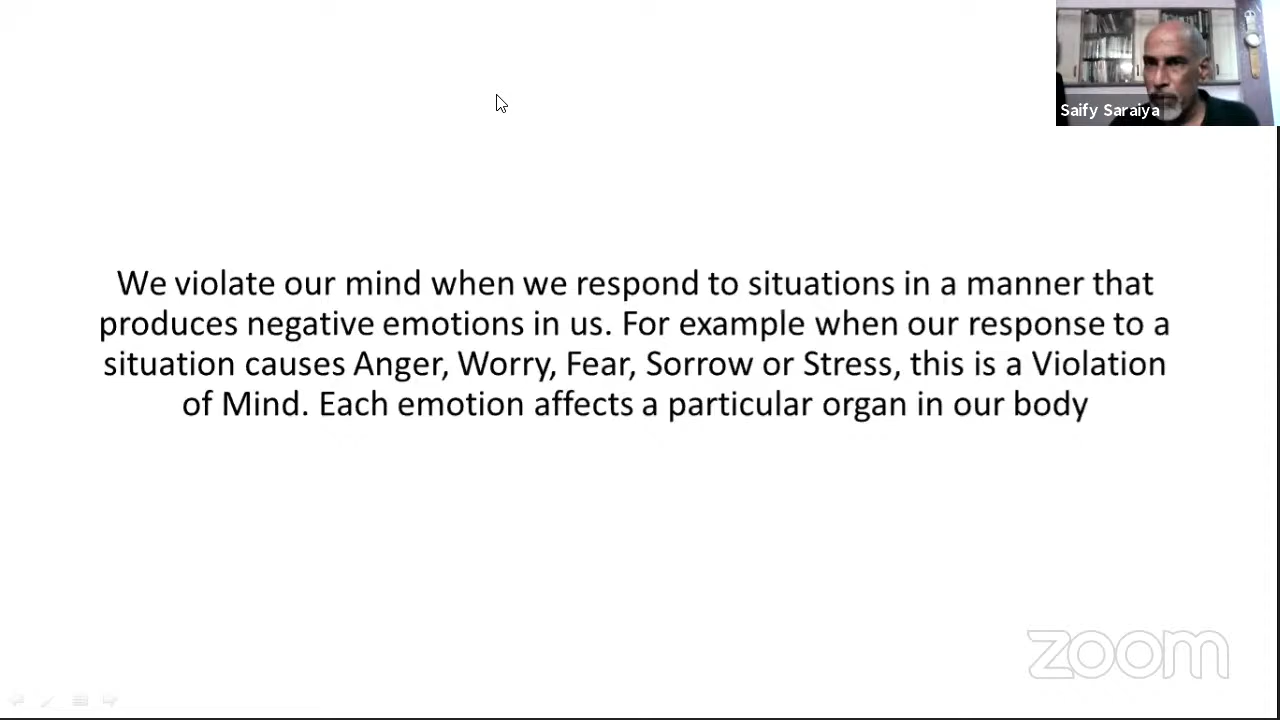 Saify Saraiya
We violate our mind when we respond to situations in a manner that
produces negative emotions in us. For example when our response to a
situation causes Anger, Worry, Fear, Sorrow or Stress, this is a Violation
of Mind. Each emotion affects a particular organ in our body
zoom